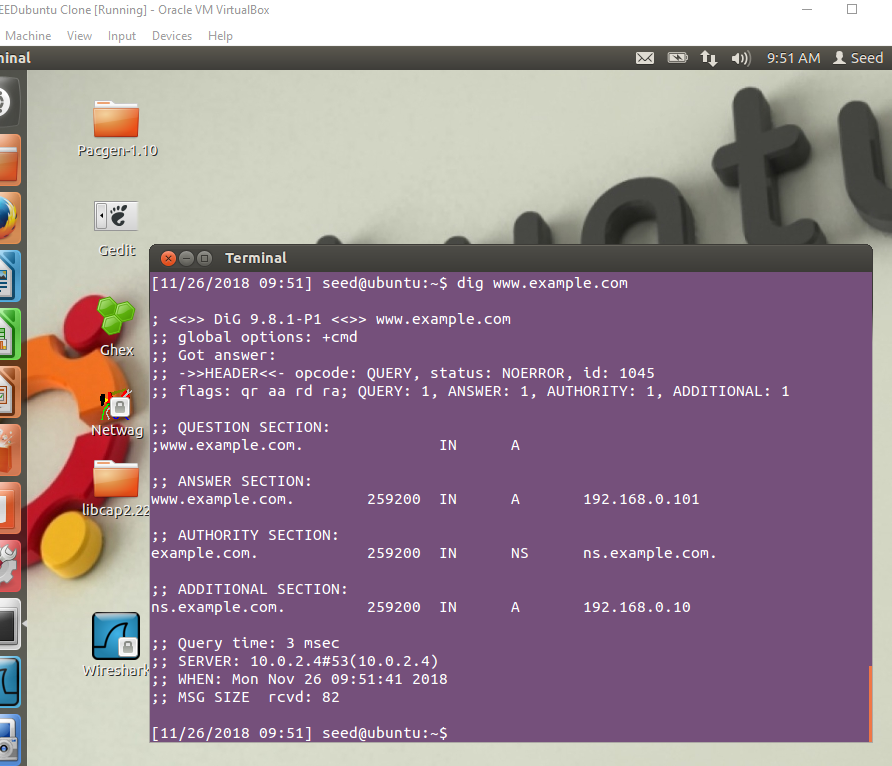 EEDubuntu Clone [Running] - Oracle VM VirtualBox
Machine View Input Devices Help
minal 9:51 AM Seed
Pacgen-1.10
Gedit
Ghex
Netwag
libcap2.22
Wireshark
Terminal
[11/26/2018 09:51] seed@ubuntu:~$ dig www.example.com
; <<>> DiG 9.8.1-P1 <<>> www.example.com
;; global options: +cmd
;; Got answer:
;; ->>HEADER<<- opcode: QUERY, status: NOERROR, id: 1045
;; flags: qr aa rd ra; QUERY: 1, ANSWER: 1, AUTHORITY: 1, ADDITIONAL: 1
;; QUESTION SECTION:
;www.example.com. IN A
;; ANSWER SECTION:
www.example.com. 259200 IN A 192.168.0.101
;; AUTHORITY SECTION:
example.com. 259200 IN NS ns.example.com.
;; ADDITIONAL SECTION:
ns.example.com. 259200 IN A 192.168.0.10
;; Query time: 3 msec
;; SERVER: 10.0.2.4#53(10.0.2.4)
;; WHEN: Mon Nov 26 09:51:41 2018
;; MSG SIZE rcvd: 82
[11/26/2018 09:51] seed@ubuntu:~$